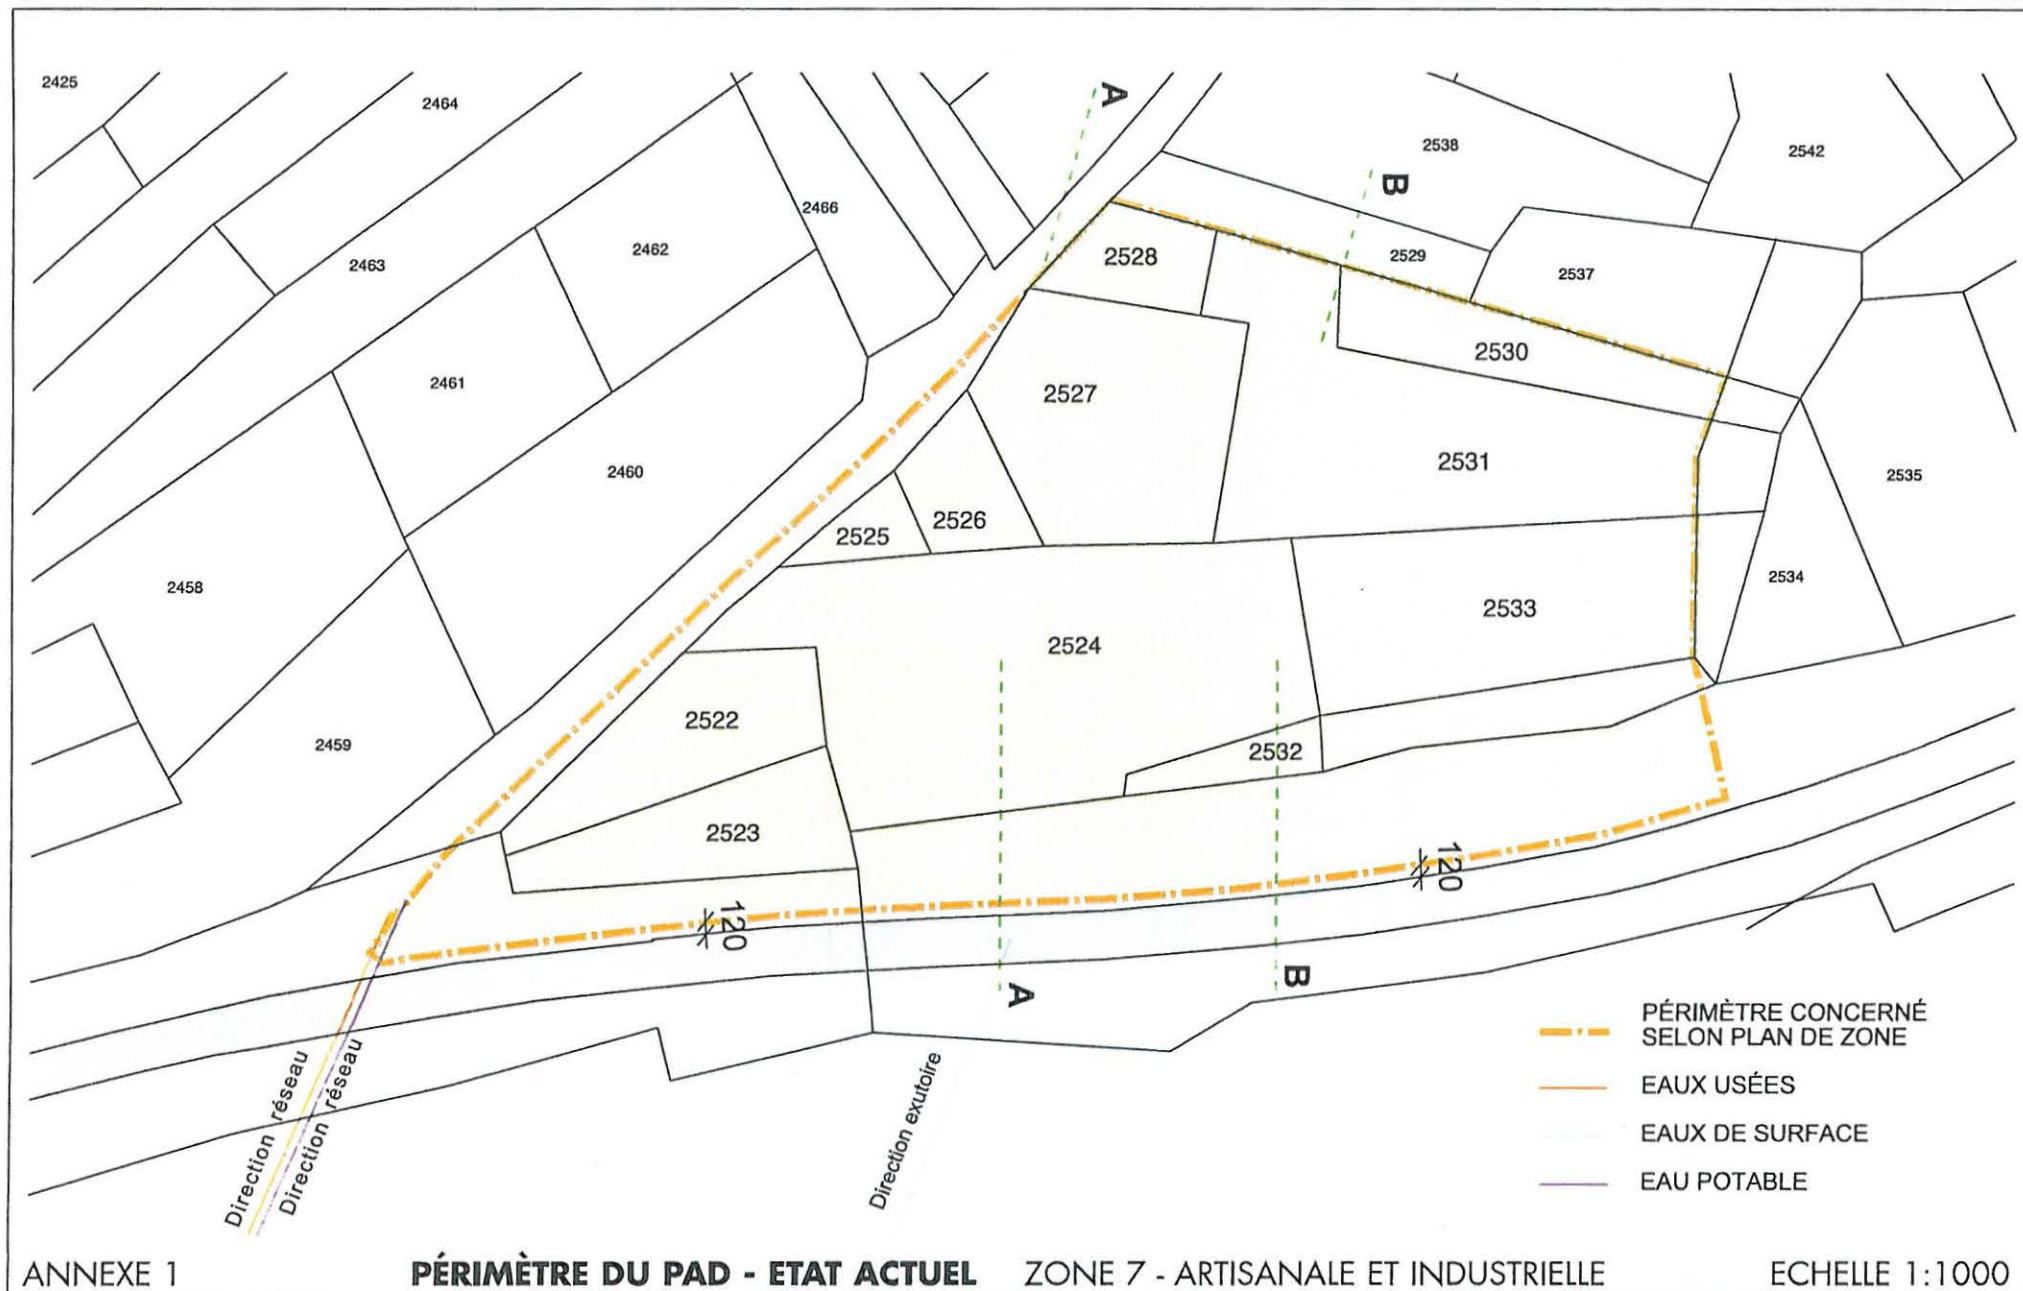 2425
2464
A
2538
2542
B
2466
2462
2463
2528
2529
2537
2530
2461
2527
2460
2531
2535
2525
2526
2458
2534
2533
2524
2522
2459
2532
2523
120
120
A
B
PÉRIMÈTRE CONCERNÉ
SELON PLAN DE ZONE
EAUX USÉES
EAUX DE SURFACE
EAU POTABLE
Direction réseau
Direction réseau
Direction exutoire
ANNEXE 1
PÉRIMÈTRE DU PAD - ETAT ACTUEL
ZONE 7 - ARTISANALE ET INDUSTRIELLE
ECHELLE 1:1000